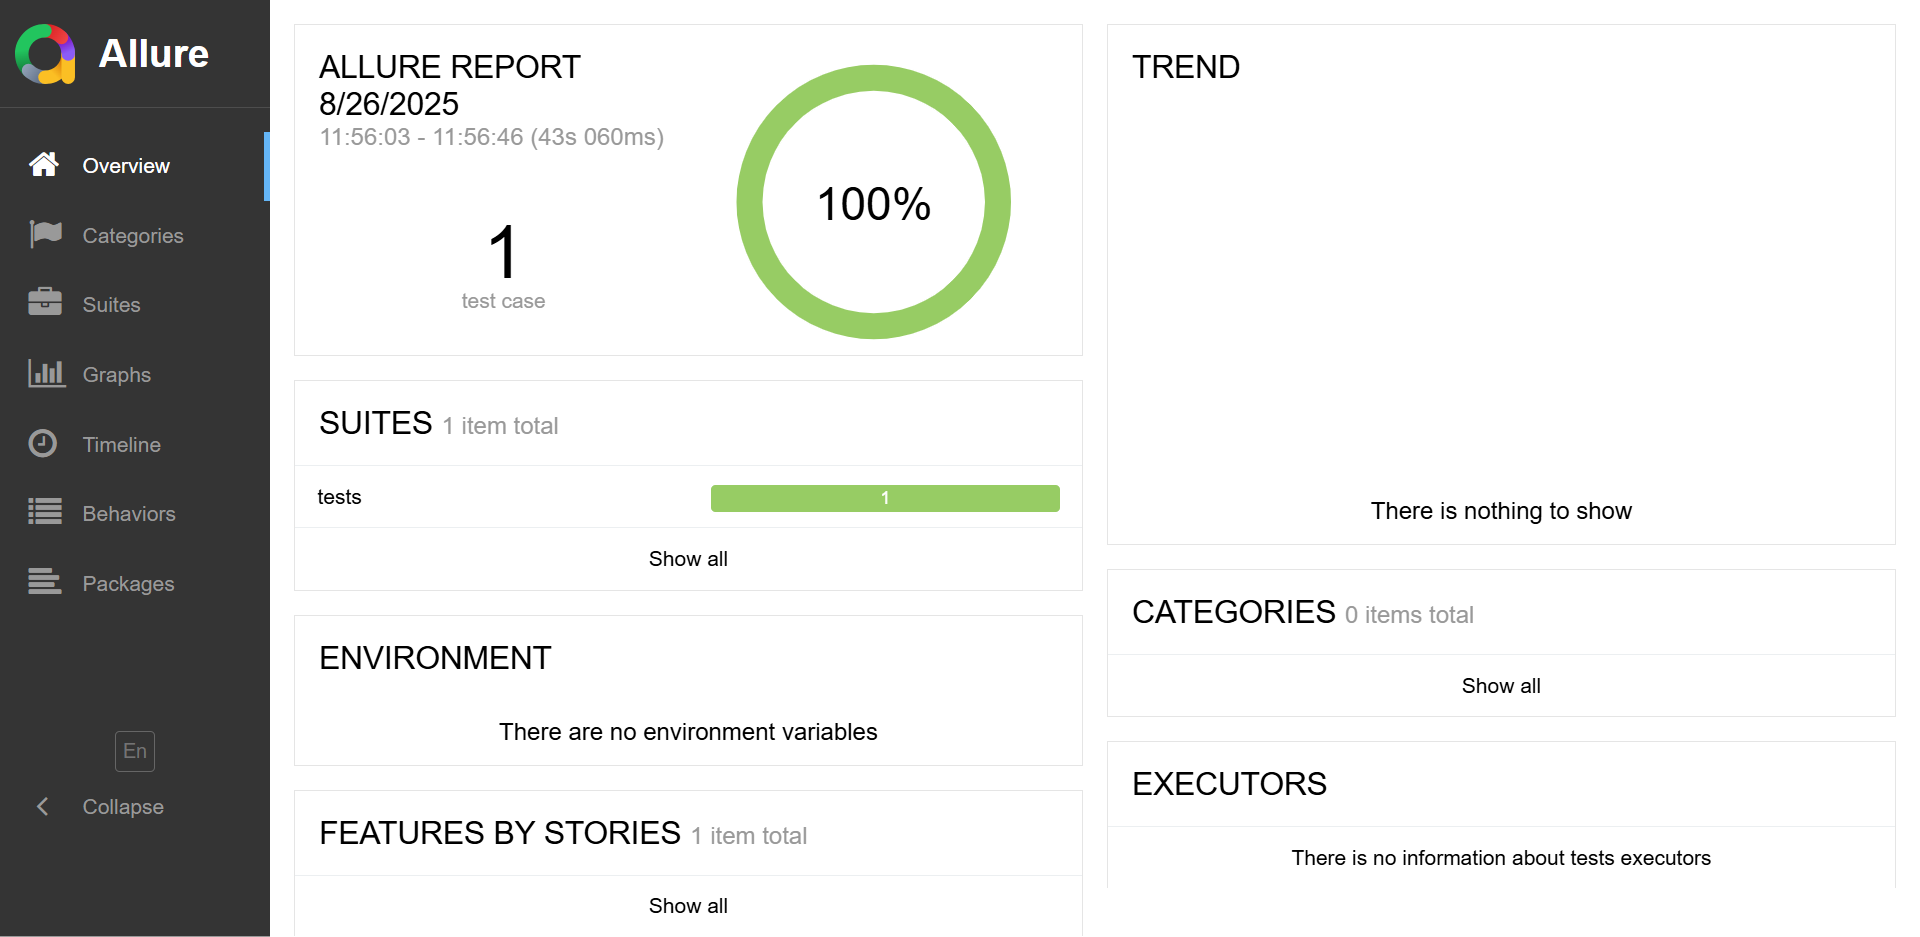 Allure
Overview
Categories
Suites
Graphs
Timeline
Behaviors
Packages
En
Collapse
ALLURE REPORT
8/26/2025
11:56:03 - 11:56:46 (43s 060ms)
1
test case
100%
SUITES 1 item total
tests
1
Show all
ENVIRONMENT
There are no environment variables
FEATURES BY STORIES 1 item total
Show all
TREND
There is nothing to show
CATEGORIES 0 items total
Show all
EXECUTORS
There is no information about tests executors